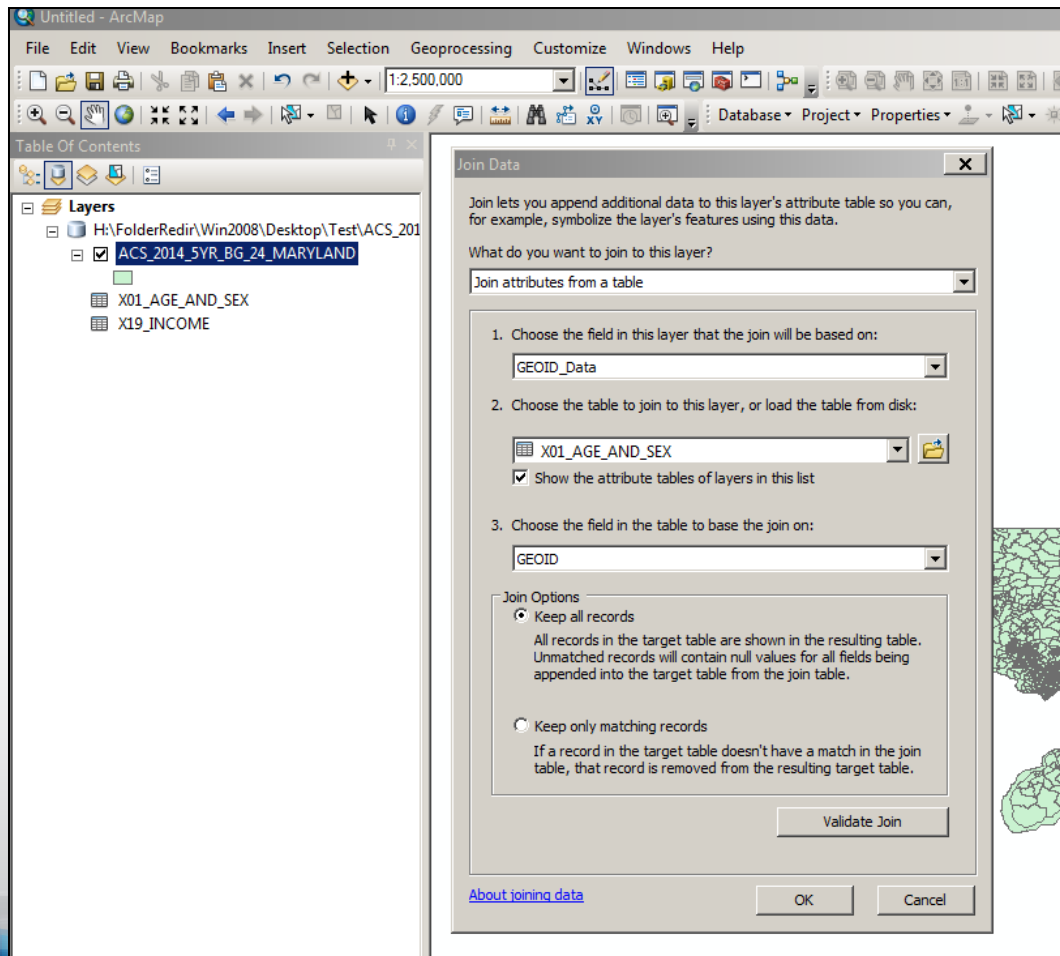 Untitled - ArcMap
File Edit View Bookmarks Insert Selection Geoprocessing Customize Windows Help
1:2,500,000
1:1
XY
Database Project Properties
Table Of Contents
Layers
H:\FolderRedir\Win2008\Desktop\Test\ACS_201
ACS_2014_5YR_BG_24_MARYLAND
X01_AGE_AND_SEX
X19_INCOME
Join Data
Join lets you append additional data to this layer's attribute table so you can,
for example, symbolize the layer's features using this data.
What do you want to join to this layer?
Join attributes from a table
1. Choose the field in this layer that the join will be based on:
GEOID_Data
2. Choose the table to join to this layer, or load the table from disk:
X01_AGE_AND_SEX
Show the attribute tables of layers in this list
3. Choose the field in the table to base the join on:
GEOID
Join Options
Keep all records
All records in the target table are shown in the resulting table.
Unmatched records will contain null values for all fields being
appended into the target table from the join table.
Keep only matching records
If a record in the target table doesn't have a match in the join
table, that record is removed from the resulting target table.
Validate Join
About joining data
OK
Cancel